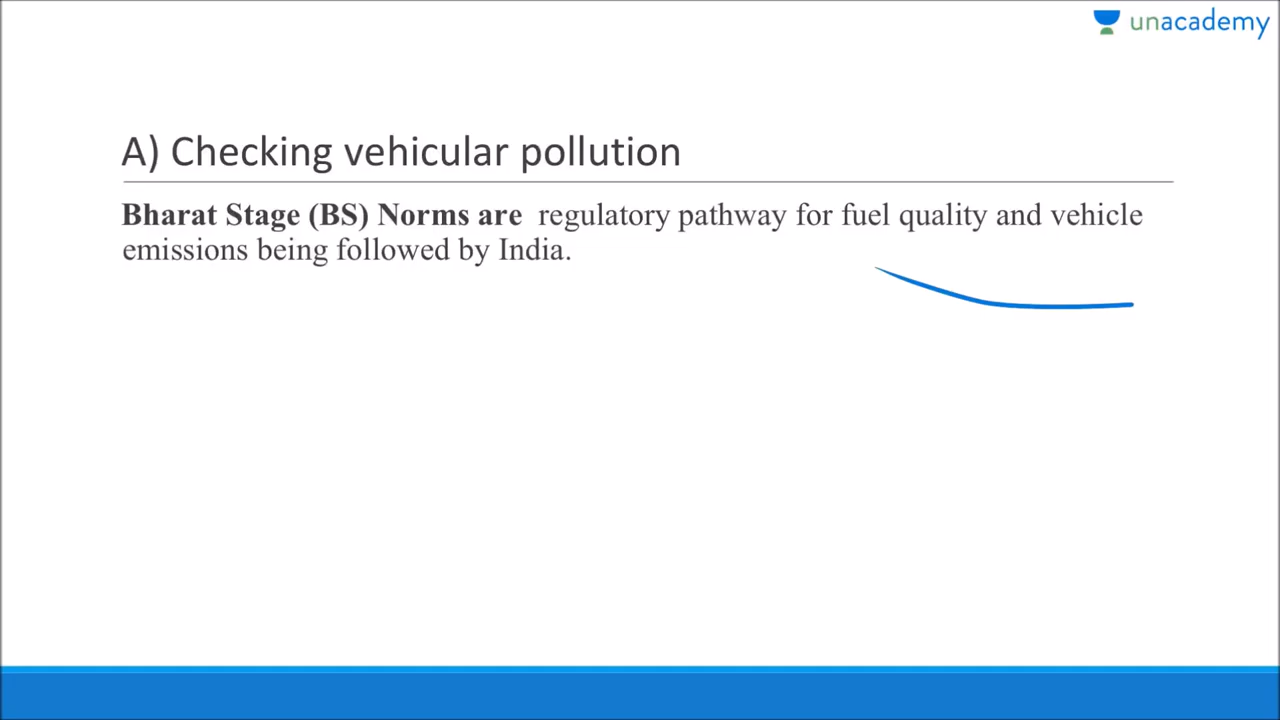 unacademy
A) Checking vehicular pollution
Bharat Stage (BS) Norms are regulatory pathway for fuel quality and vehicle
emissions being followed by India.